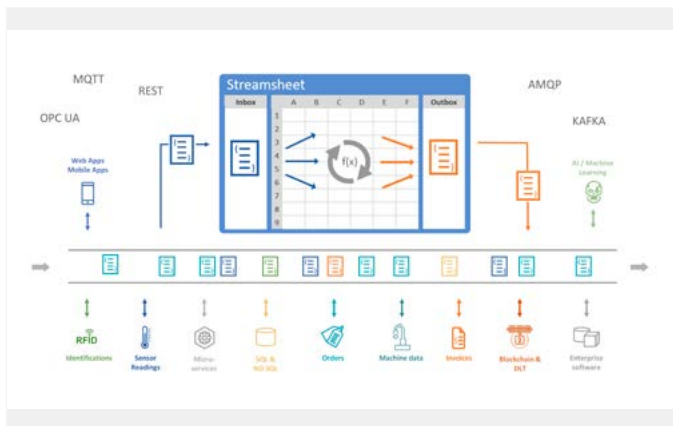 MQTT
REST
OPC UA
AMQP
KAFKA
Streamsheet
Inbox
A B C D E F
Outbox
1
2
3
4
5
6
7
8
9
f(x)
Web Apps
Mobile Apps
AI / Machine
Learning
RFID
Identifications
Sensor
Readings
Micro-
services
SQL &
NO SQL
Orders
Machine data
Invoices
Blockchain &
DLT
Enterprise
software